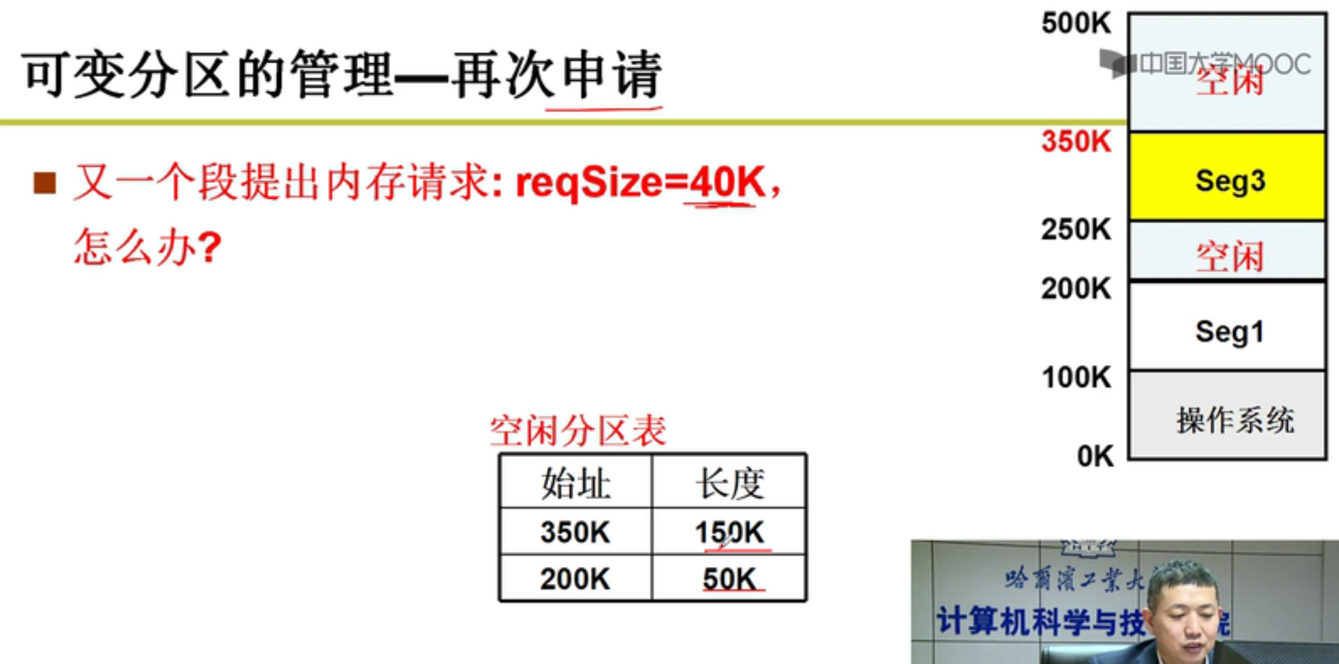 可变分区的管理—再次申请
中国大学MOOC
又一个段提出内存请求: reqSize=40K，
怎么办?
500K
空闲
350K
Seg3
250K
空闲
200K
Seg1
100K
操作系统
0K
空闲分区表
始址 长度
350K 150K
200K 50K
哈尔滨工业大
计算机科学与技 院